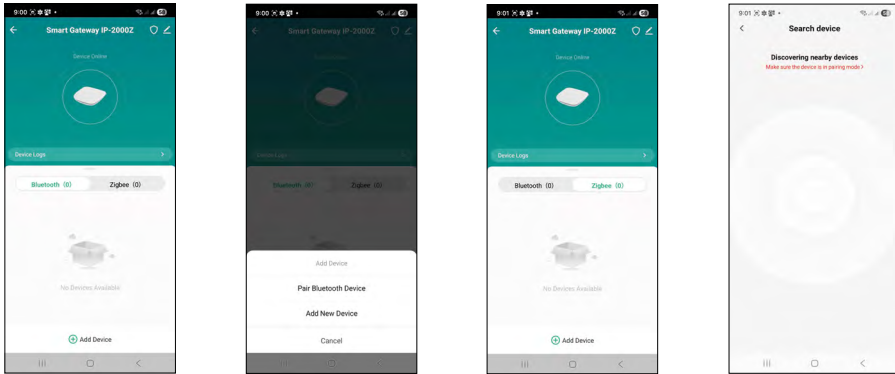 9:00
Smart Gateway IP-2000Z
Device Online
Device Logs
Bluetooth (0) Zigbee (0)
No Devices Available
Add Device
9:00
Smart Gateway IP-2000Z
Device Logs
Bluetooth (0) Zigbee (0)
Add Device
Pair Bluetooth Device
Add New Device
Cancel
9:01
Smart Gateway IP-2000Z
Device Online
Device Logs
Bluetooth (0) Zigbee (0)
No Devices Available
Add Device
9:01
Search device
Discovering nearby devices
Make sure the device is in pairing mode >